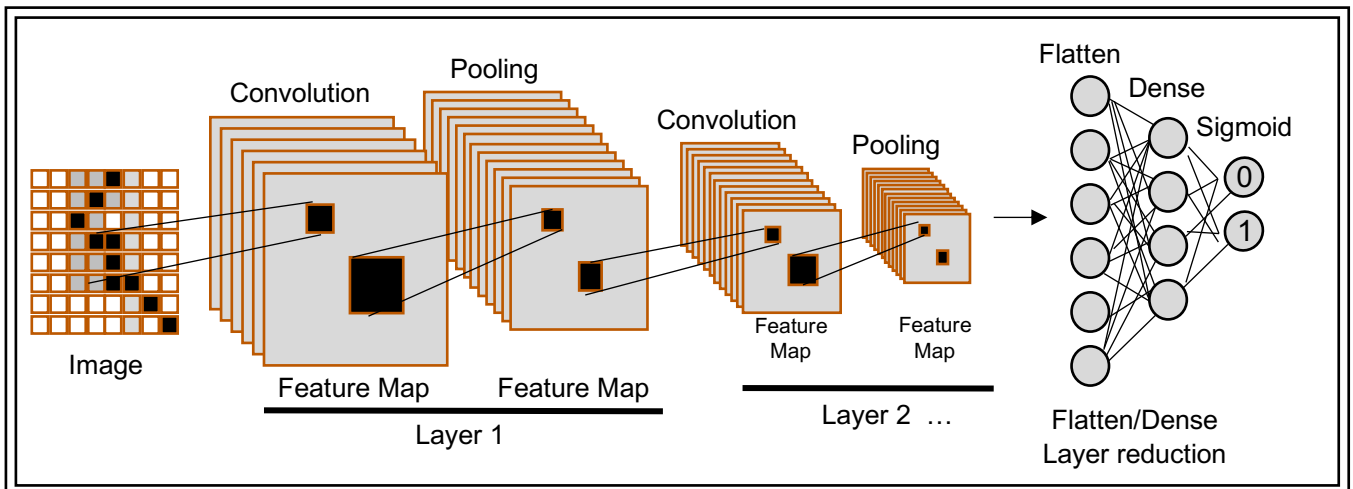 Image
Convolution
Feature Map
Pooling
Feature Map
Layer 1
Convolution
Feature
Map
Pooling
Feature
Map
Layer 2 ...
Flatten
Dense
Sigmoid
0
1
Flatten/Dense
Layer reduction